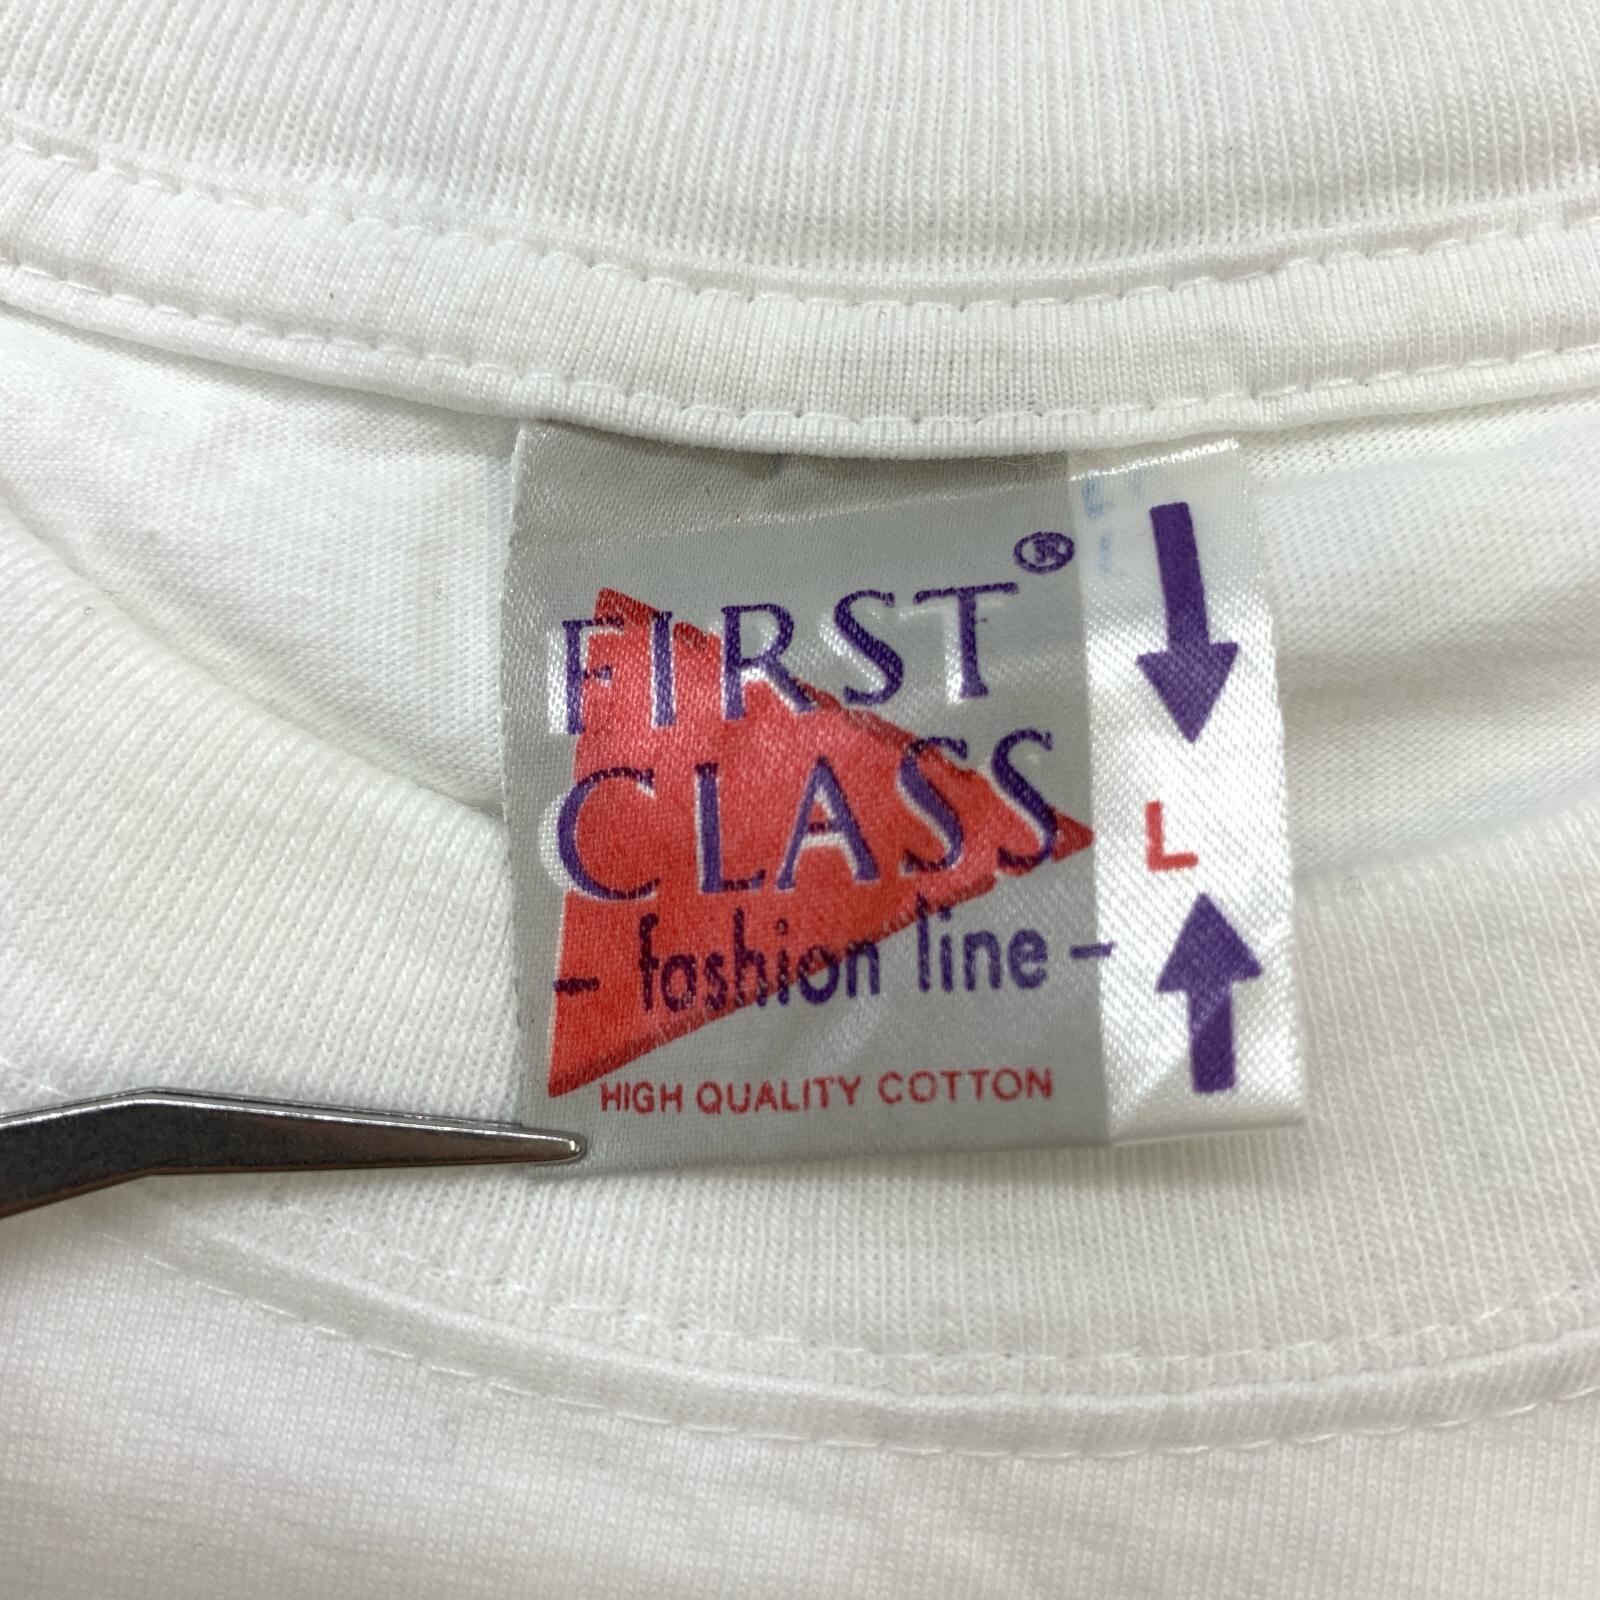 FIRST®
CLASS
- fashion line -
HIGH QUALITY COTTON
L